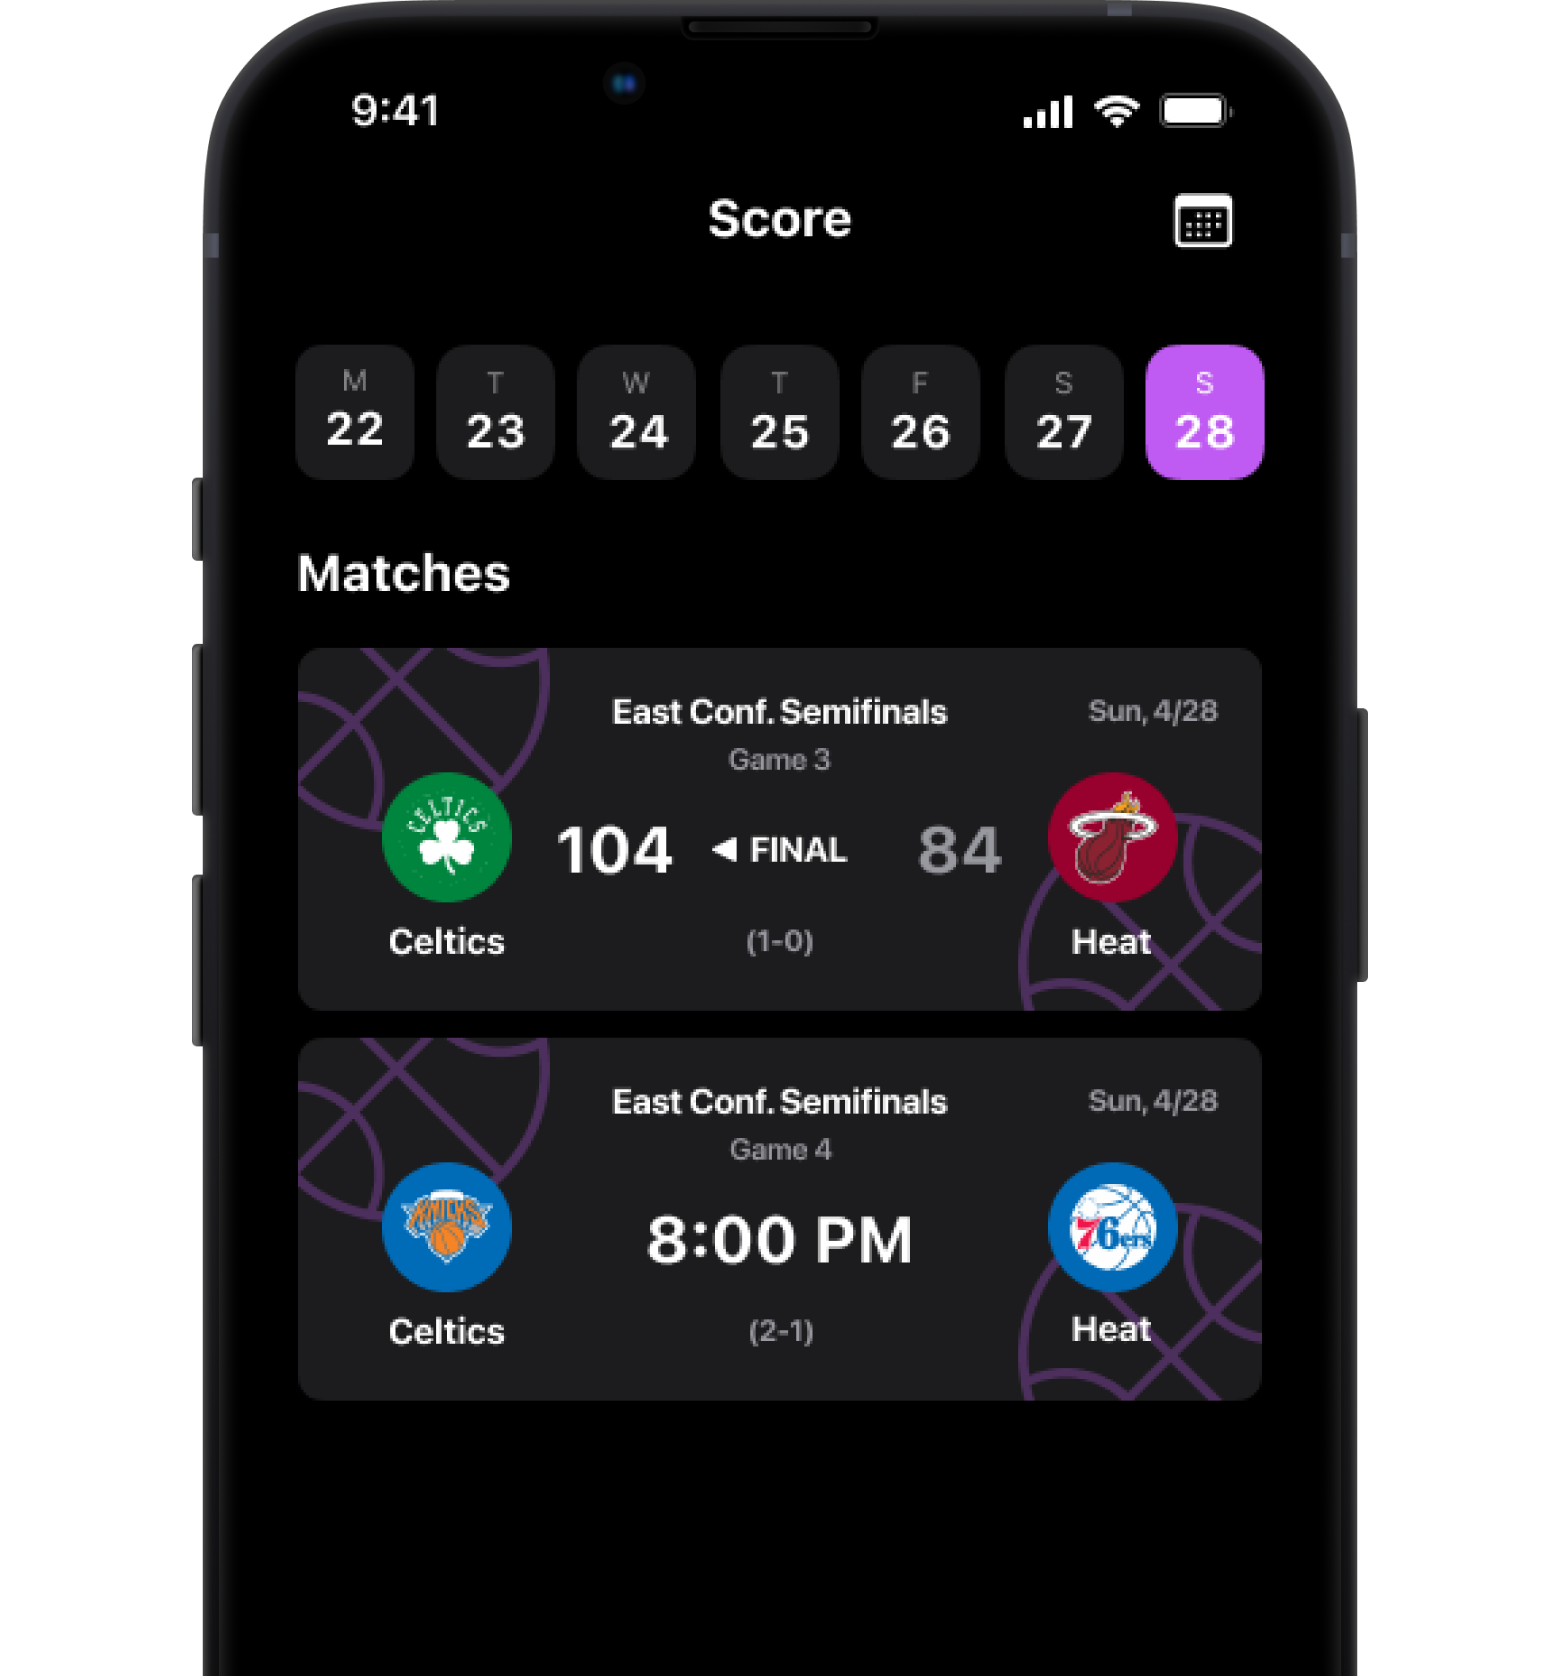 9:41
Score
M T W T F S S
22 23 24 25 26 27 28
Matches
East Conf. Semifinals Sun, 4/28
Game 3
CELTICS
104 ◀ FINAL 84
Celtics (1-0) Heat
East Conf. Semifinals Sun, 4/28
Game 4
KNICKS 8:00 PM 76ers
Celtics (2-1) Heat